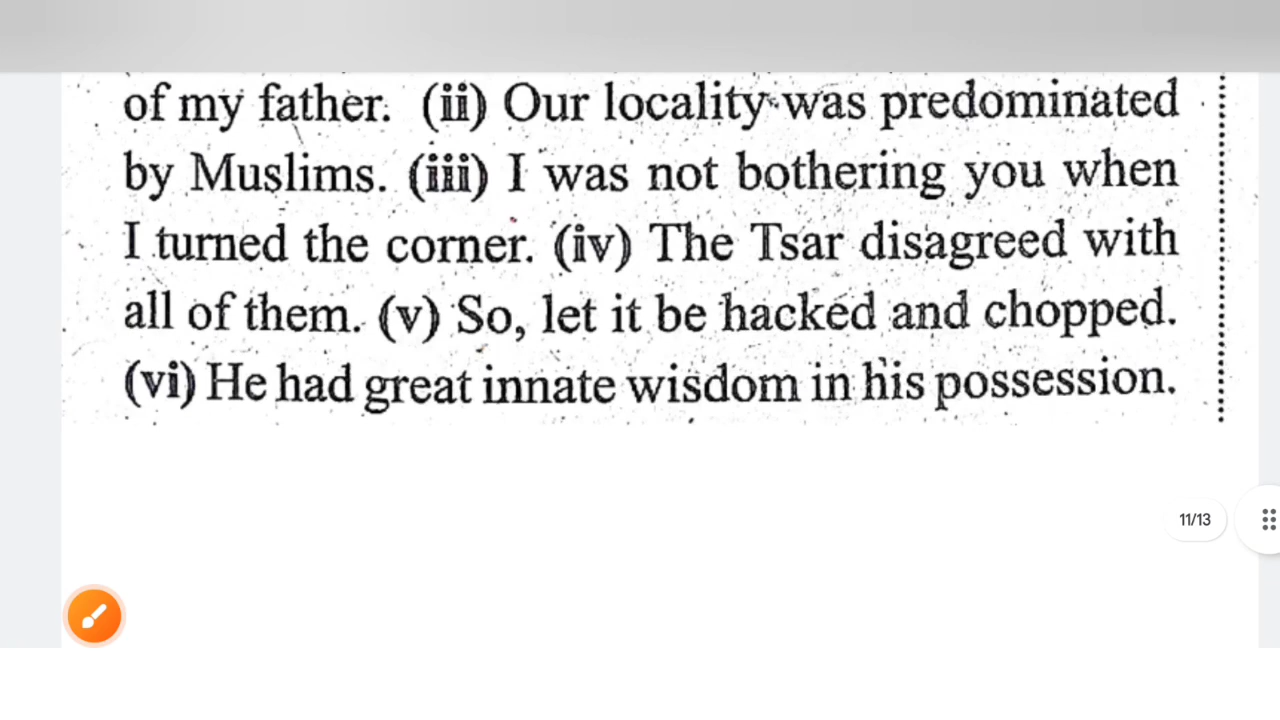 of my father. (ii) Our locality was predominated
by Muslims. (iii) I was not bothering you when
I turned the corner. (iv) The Tsar disagreed with
all of them. (v) So, let it be hacked and chopped.
(vi) He had great innate wisdom in his possession.
11/13